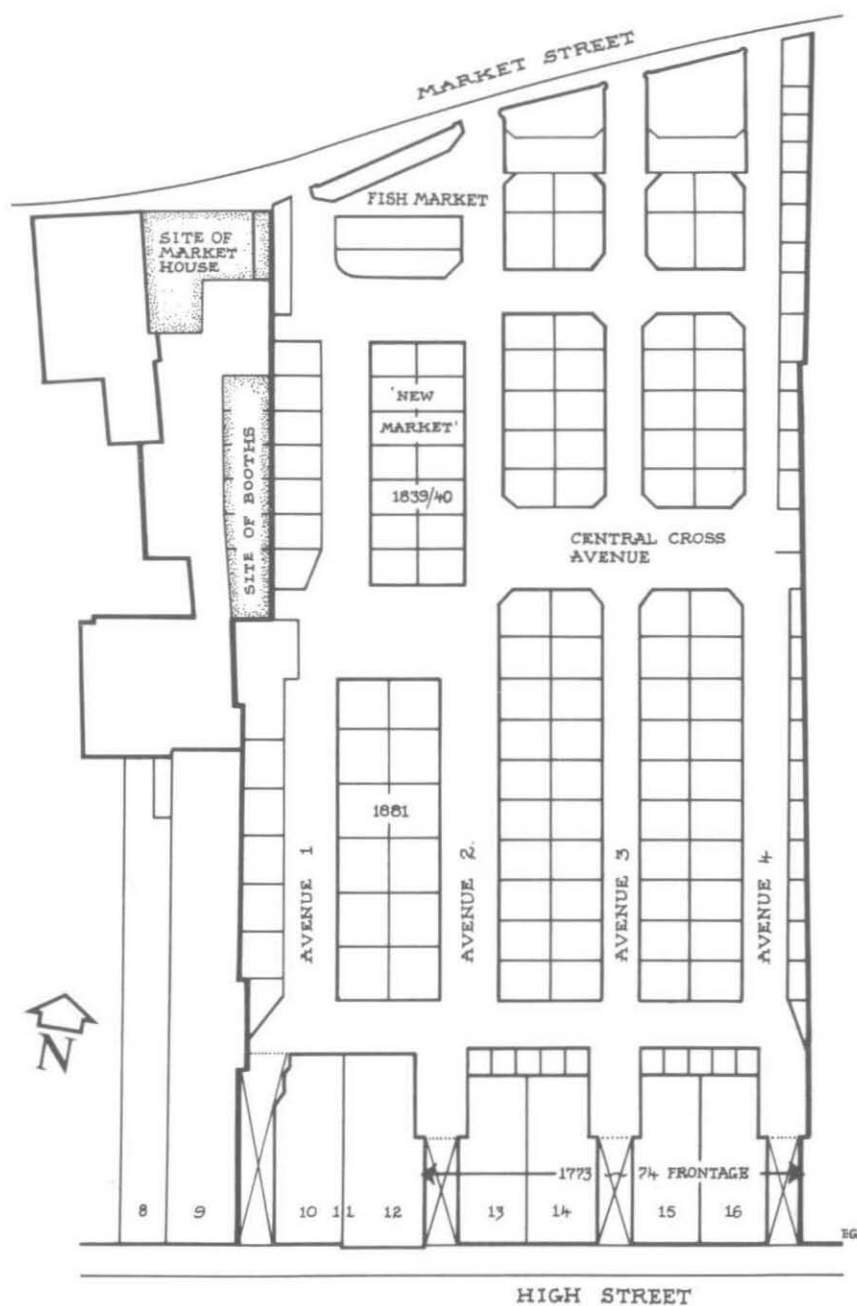 MARKET STREET
FISH MARKET
SITE OF
MARKET
HOUSE
'NEW
MARKET'
1839/40
SITE OF BOOTHS
CENTRAL CROSS
AVENUE
1881
AVENUE 1
AVENUE 2
AVENUE 3
AVENUE 4
N
1773 - 74 FRONTAGE
8 9 10 11 12 13 14 15 16
EG
HIGH STREET